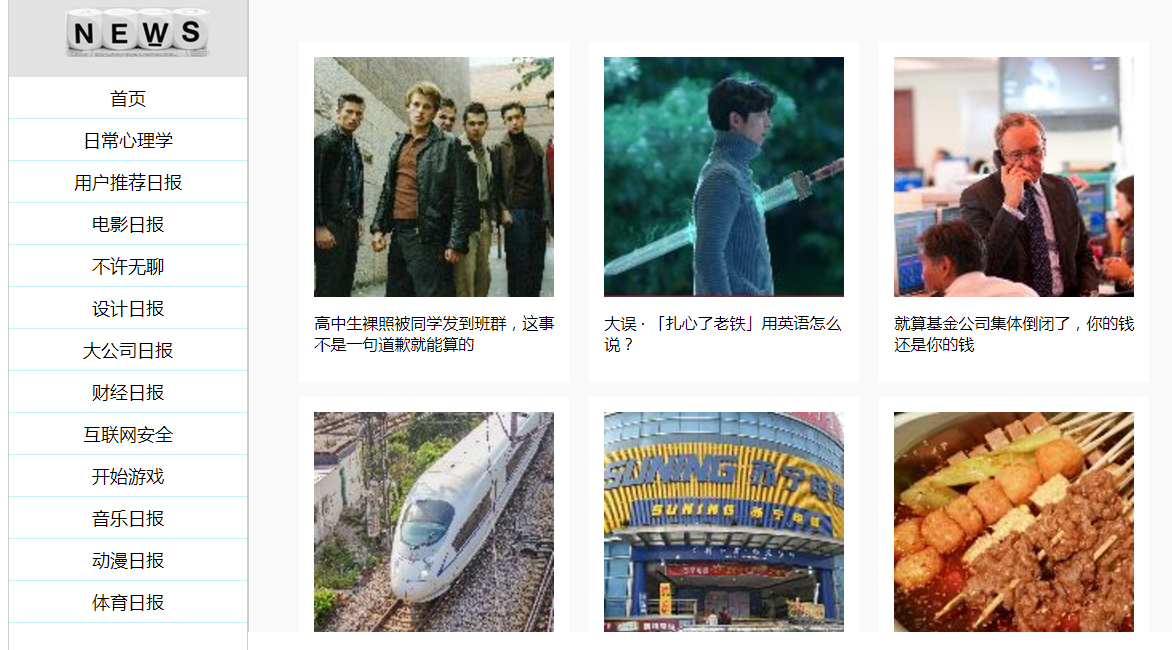 NEWS
首页
日常心理学
用户推荐日报
电影日报
不许无聊
设计日报
大公司日报
财经日报
互联网安全
开始游戏
音乐日报
动漫日报
体育日报
高中生裸照被同学发到班群，这事
不是一句道歉就能算的
大误 · 「扎心了老铁」用英语怎么
说？
就算基金公司集体倒闭了，你的钱
还是你的钱
SUNING 苏宁电器
SUNING 苏宁电器